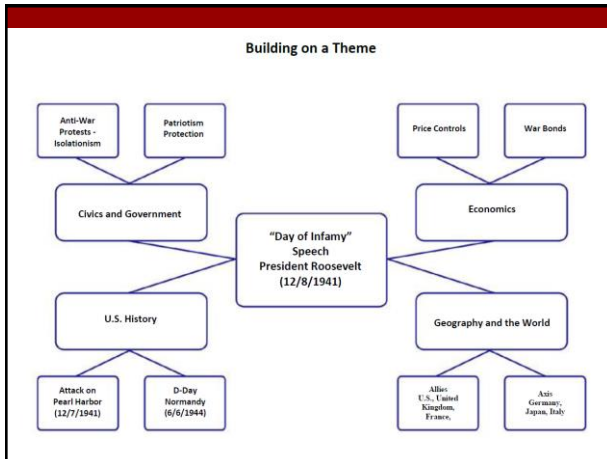 Building on a Theme
Anti-War
Protests -
Isolationism
Patriotism
Protection
Price Controls
War Bonds
Civics and Government
Economics
"Day of Infamy"
Speech
President Roosevelt
(12/8/1941)
U.S. History
Geography and the World
Attack on
Pearl Harbor
(12/7/1941)
D-Day
Normandy
(6/6/1944)
Allies
U.S., United
Kingdom,
France,
Axis
Germany,
Japan, Italy